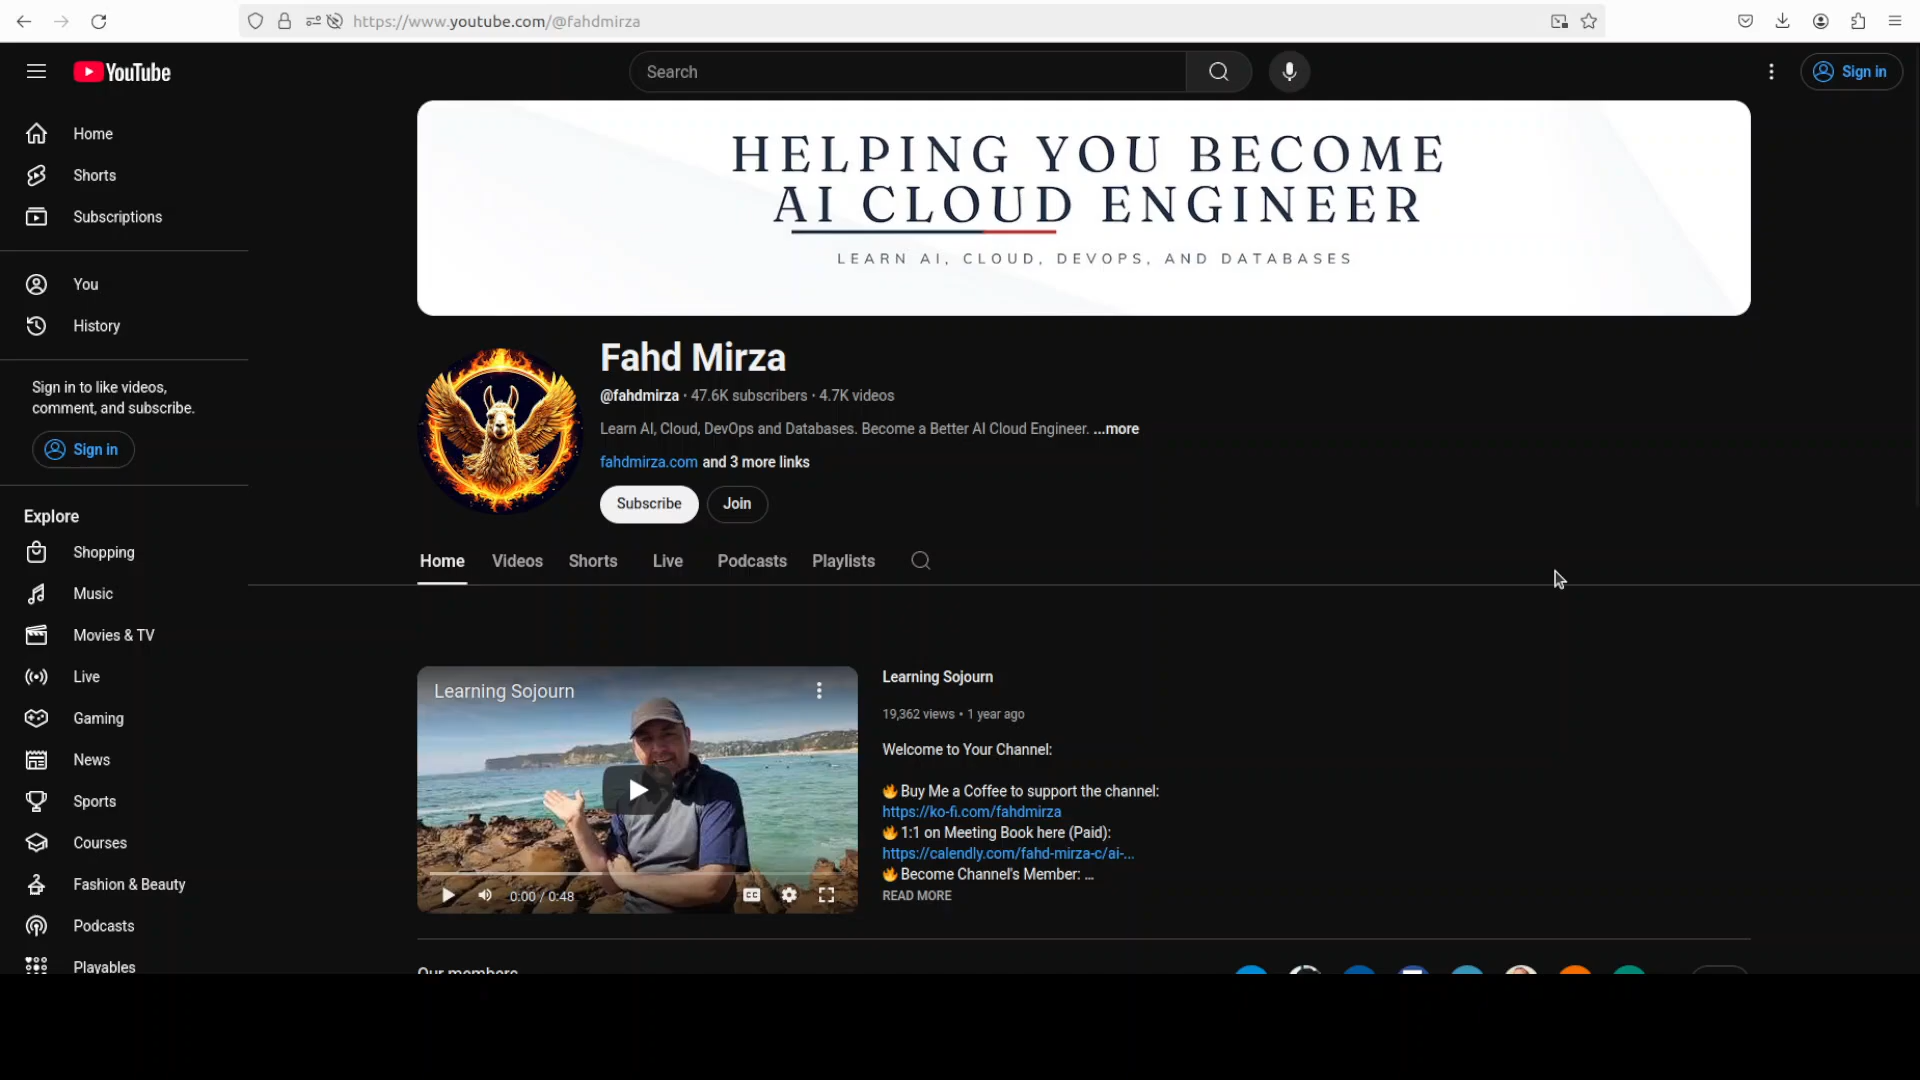 https://www.youtube.com/@fahdmirza
YouTube
Search
Sign in
Home
Shorts
Subscriptions
You
History
Sign in to like videos,
comment, and subscribe.
Sign in
Explore
Shopping
Music
Movies & TV
Live
Gaming
News
Sports
Courses
Fashion & Beauty
Podcasts
Playables
HELPING YOU BECOME
AI CLOUD ENGINEER
LEARN AI, CLOUD, DEVOPS, AND DATABASES
Fahd Mirza
@fahdmirza · 47.6K subscribers · 4.7K videos
Learn AI, Cloud, DevOps and Databases. Become a Better AI Cloud Engineer. ...more
fahdmirza.com and 3 more links
Subscribe Join
Home Videos Shorts Live Podcasts Playlists
Learning Sojourn
0:00 / 0:48
CC
Learning Sojourn
19,362 views • 1 year ago
Welcome to Your Channel:
🔥Buy Me a Coffee to support the channel:
https://ko-fi.com/fahdmirza
🔥1:1 on Meeting Book here (Paid):
https://calendly.com/fahd-mirza-c/ai-...
🔥Become Channel's Member: ...
READ MORE
Our members